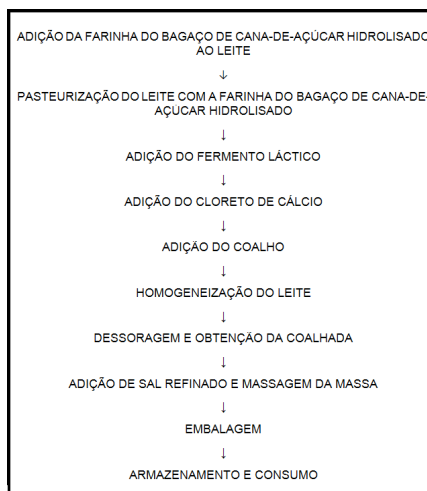 ADIÇÃO DA FARINHA DO BAGAÇO DE CANA-DE-AÇÚCAR HIDROLISADO
AO LEITE
↓
PASTEURIZAÇÃO DO LEITE COM A FARINHA DO BAGAÇO DE CANA-DE-
AÇÚCAR HIDROLISADO
↓
ADIÇÃO DO FERMENTO LÁCTICO
↓
ADIÇÃO DO CLORETO DE CÁLCIO
↓
ADIÇÃO DO COALHO
↓
HOMOGENEIZAÇÃO DO LEITE
↓
DESSORAGEM E OBTENÇÃO DA COALHADA
↓
ADIÇÃO DE SAL REFINADO E MASSAGEM DA MASSA
↓
EMBALAGEM
↓
ARMAZENAMENTO E CONSUMO